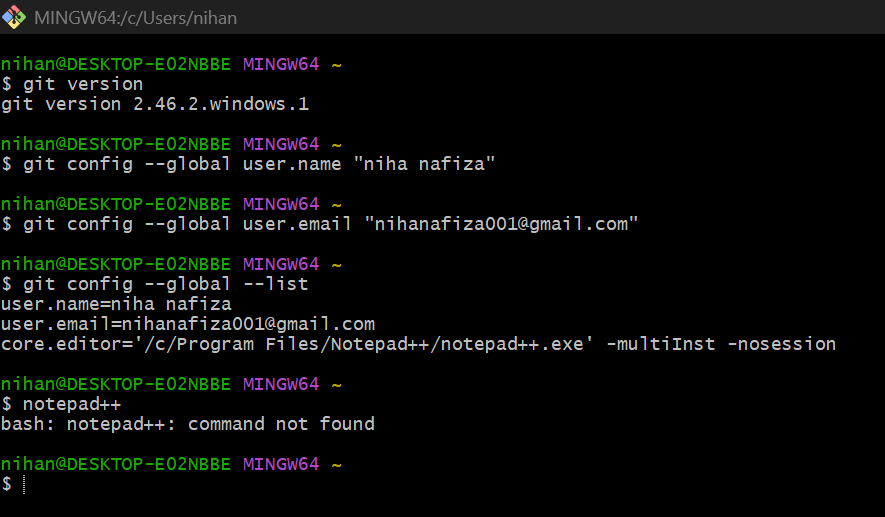 MINGW64:/c/Users/nihan
nihan@DESKTOP-E02NBBE MINGW64 ~
$ git version
git version 2.46.2.windows.1
nihan@DESKTOP-E02NBBE MINGW64 ~
$ git config --global user.name "niha nafiza"
nihan@DESKTOP-E02NBBE MINGW64 ~
$ git config --global user.email "nihanafiza001@gmail.com"
nihan@DESKTOP-E02NBBE MINGW64 ~
$ git config --global --list
user.name=niha nafiza
user.email=nihanafiza001@gmail.com
core.editor='/c/Program Files/Notepad++/notepad++.exe' -multiInst -nosession
nihan@DESKTOP-E02NBBE MINGW64 ~
$ notepad++
bash: notepad++: command not found
nihan@DESKTOP-E02NBBE MINGW64 ~
$